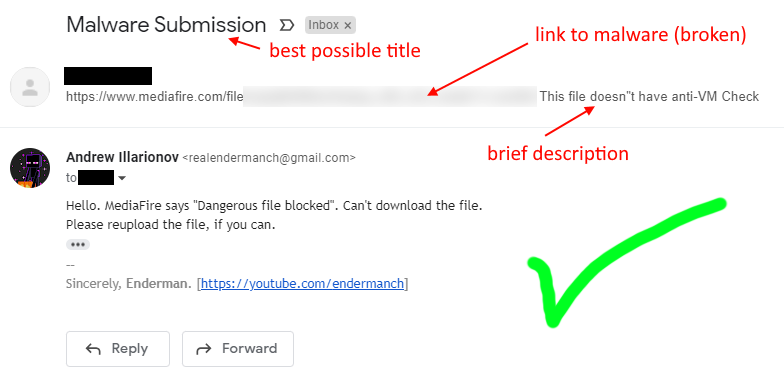 Malware Submission Inbox ×
best possible title
link to malware (broken)
https://www.mediafire.com/file This file doesn"t have anti-VM Check
brief description
Andrew Illarionov <realendermanch@gmail.com>
to
Hello. MediaFire says "Dangerous file blocked". Can't download the file.
Please reupload the file, if you can.
--
Sincerely, Enderman. [https://youtube.com/endermanch]
Reply Forward